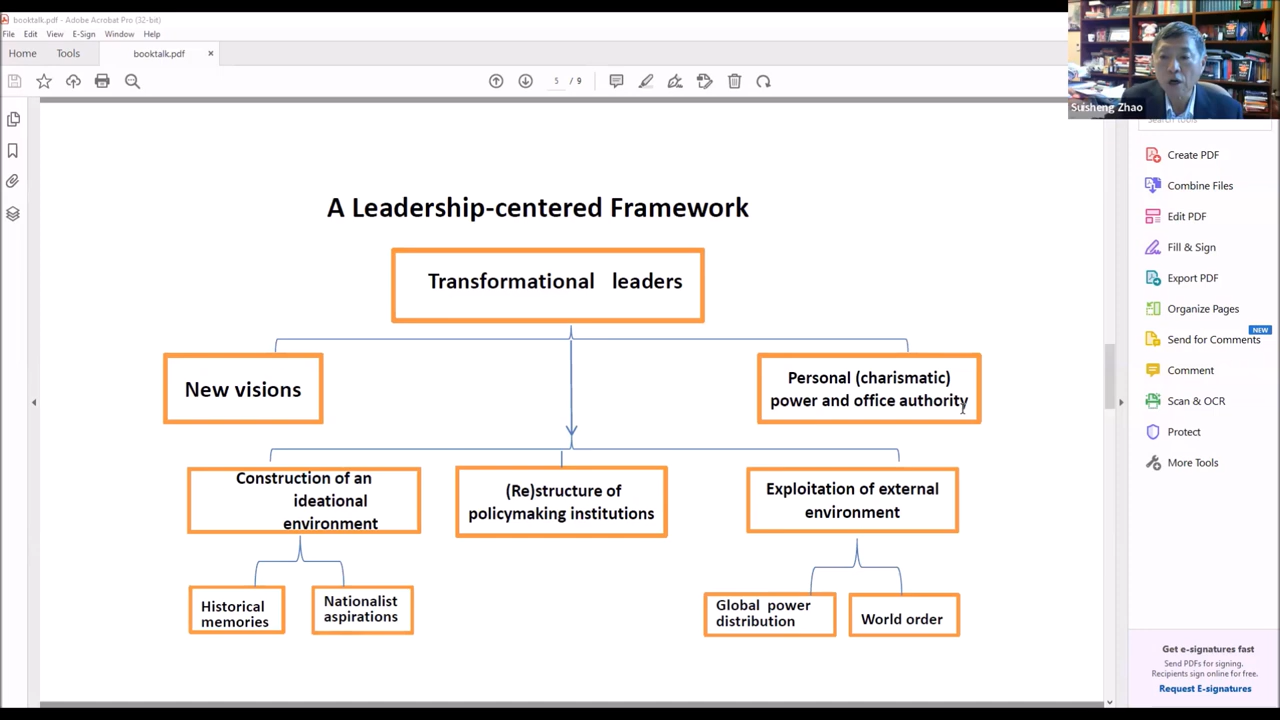 booktalk.pdf - Adobe Acrobat Pro (32-bit)
File Edit View E-Sign Window Help
Home Tools booktalk.pdf ×
5 / 9
Suisheng Zhao
Search Tools
A Leadership-centered Framework
Transformational leaders
New visions
Personal (charismatic)
power and office authority
Construction of an
ideational
environment
(Re)structure of
policymaking institutions
Exploitation of external
environment
Historical
memories
Nationalist
aspirations
Global power
distribution
World order
Create PDF
Combine Files
Edit PDF
Fill & Sign
Export PDF
Organize Pages
NEW
Send for Comments
Comment
Scan & OCR
Protect
More Tools
Get e-signatures fast
Send PDFs for signing.
Recipients sign online for free.
Request E-signatures